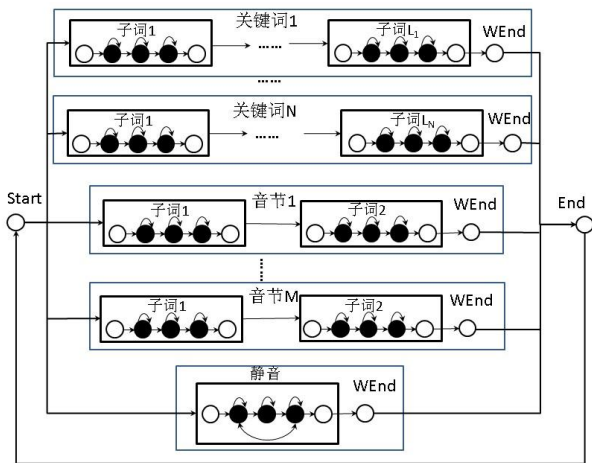 关键词1
子词1
……
子词L1
WEnd
……
关键词N
子词1
……
子词LN
WEnd
Start
音节1
子词1
子词2
WEnd
End
……
音节M
子词1
子词2
WEnd
静音
WEnd